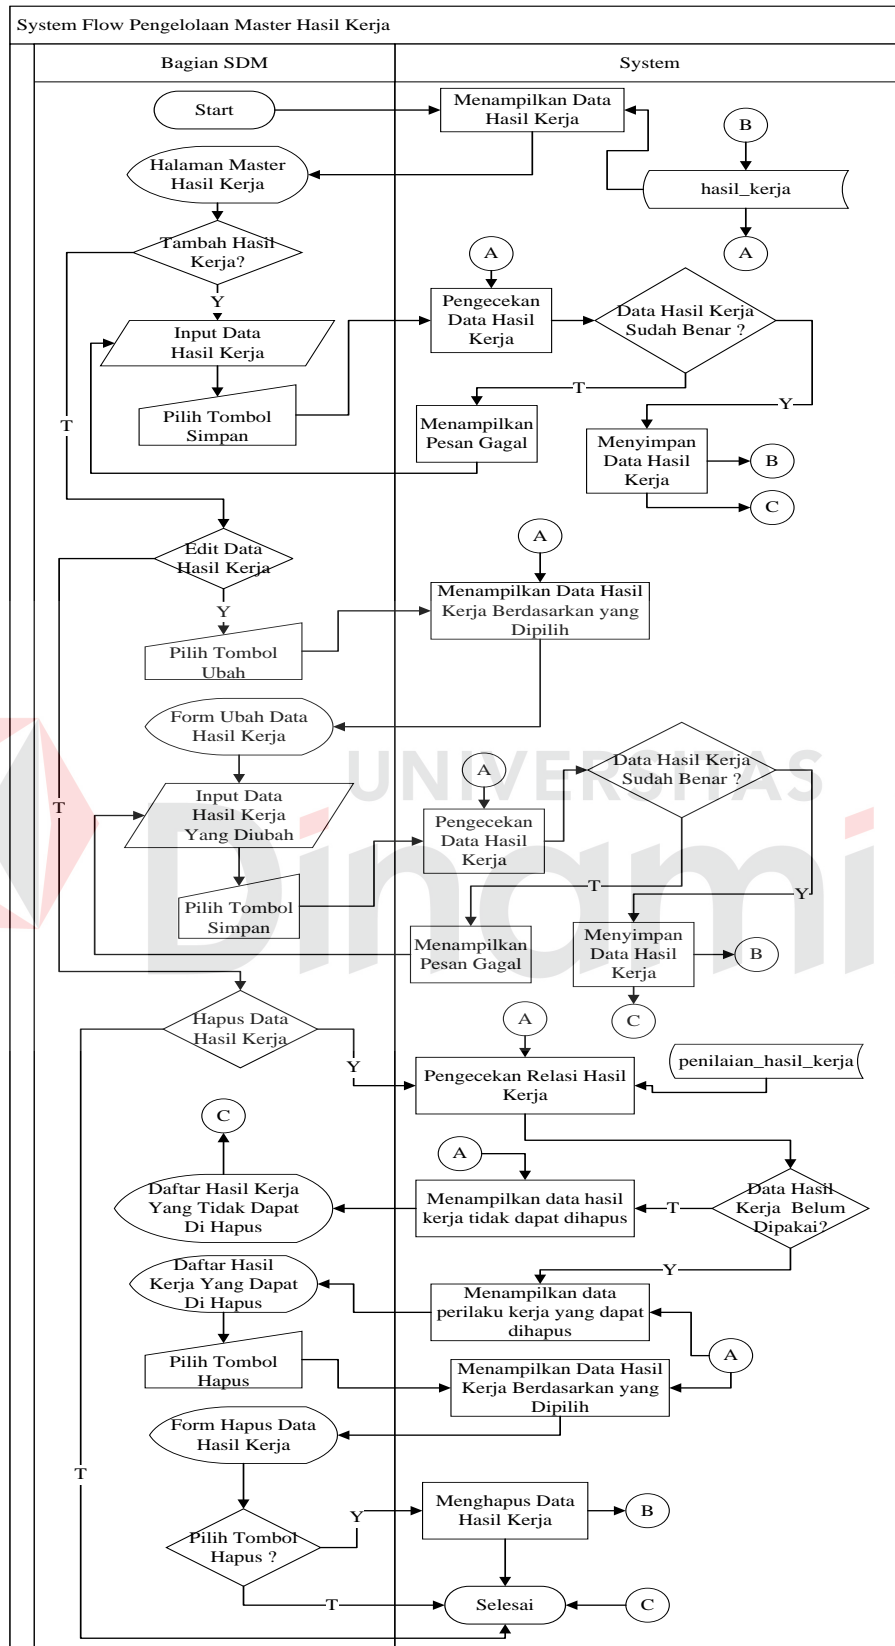 System Flow Pengelolaan Master Hasil Kerja
Bagian SDM
System
Start
Menampilkan Data
Hasil Kerja
B
Halaman Master
Hasil Kerja
hasil_kerja
A
Tambah Hasil
Kerja?
Y
A
Input Data
Hasil Kerja
Pengecekan
Data Hasil
Kerja
Data Hasil Kerja
Sudah Benar ?
T
Y
T
Pilih Tombol
Simpan
Menampilkan
Pesan Gagal
Menyimpan
Data Hasil
Kerja
B
C
Edit Data
Hasil Kerja
A
Y
Menampilkan Data Hasil
Kerja Berdasarkan yang
Dipilih
Pilih Tombol
Ubah
Form Ubah Data
Hasil Kerja
UNIVERSITAS
Dinami
Data Hasil Kerja
Sudah Benar ?
A
T
Input Data
Hasil Kerja
Yang Diubah
Pengecekan
Data Hasil
Kerja
T
Y
Pilih Tombol
Simpan
Menampilkan
Pesan Gagal
Menyimpan
Data Hasil
Kerja
B
C
Hapus Data
Hasil Kerja
A
Y
Pengecekan Relasi Hasil
Kerja
penilaian_hasil_kerja
C
A
Daftar Hasil Kerja
Yang Tidak Dapat
Di Hapus
Menampilkan data hasil
kerja tidak dapat dihapus
T
Data Hasil
Kerja Belum
Dipakai?
Y
Daftar Hasil
Kerja Yang Dapat
Di Hapus
Menampilkan data
perilaku kerja yang dapat
dihapus
A
Pilih Tombol
Hapus
Menampilkan Data Hasil
Kerja Berdasarkan yang
Dipilih
Form Hapus Data
Hasil Kerja
T
Y
Menghapus Data
Hasil Kerja
B
Pilih Tombol
Hapus ?
T
Selesai
C